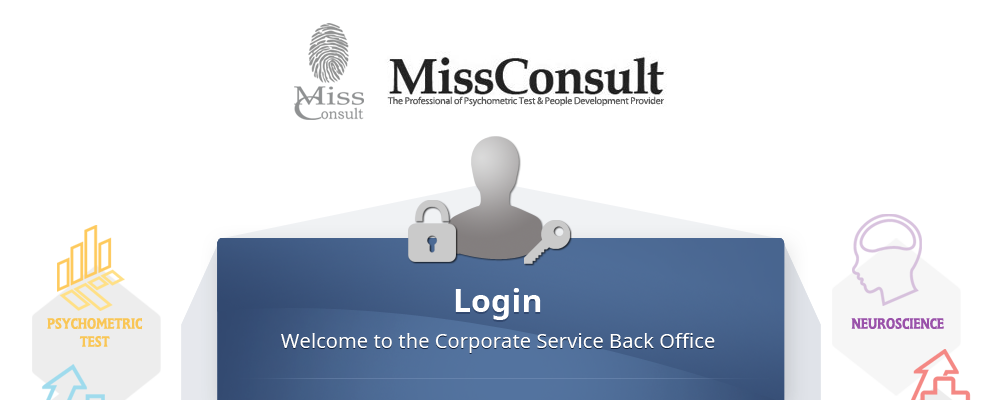 Miss
Consult
MissConsult
The Professional of Psychometric Test & People Development Provider
Login
Welcome to the Corporate Service Back Office
PSYCHOMETRIC
TEST
NEUROSCIENCE